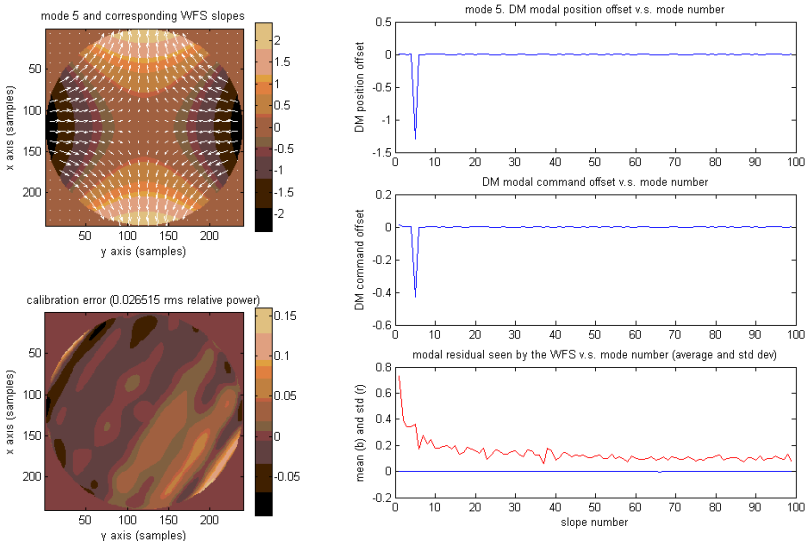 mode 5 and corresponding WFS slopes
x axis (samples)
50
100
150
200
50 100 150 200
y axis (samples)
2
1.5
1
0.5
0
-0.5
-1
-1.5
-2
calibration error (0.026515 rms relative power)
x axis (samples)
50
100
150
200
50 100 150 200
y axis (samples)
0.15
0.1
0.05
0
-0.05
mode 5. DM modal position offset v.s. mode number
DM position offset
0.5
0
-0.5
-1
-1.5
0 10 20 30 40 50 60 70 80 90 100
DM modal command offset v.s. mode number
DM command offset
0.2
0
-0.2
-0.4
-0.6
0 10 20 30 40 50 60 70 80 90 100
modal residual seen by the WFS v.s. mode number (average and std dev)
mean (b) and std (r)
0.8
0.6
0.4
0.2
0
-0.2
0 10 20 30 40 50 60 70 80 90 100
slope number